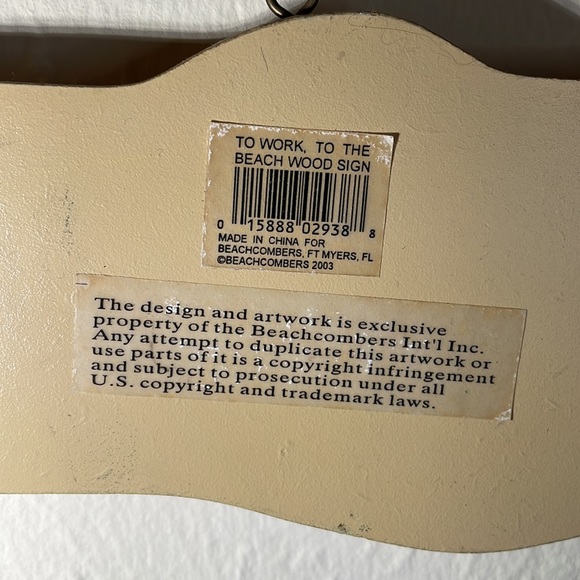 TO WORK, TO THE
BEACH WOOD SIGN
0 15888 02938 8
MADE IN CHINA FOR
BEACHCOMBERS, FT MYERS, FL
©BEACHCOMBERS 2003
The design and artwork is exclusive
property of the Beachcombers Int'l Inc.
Any attempt to duplicate this artwork or
use parts of it is a copyright infringement
and subject to prosecution under all
U.S. copyright and trademark laws.